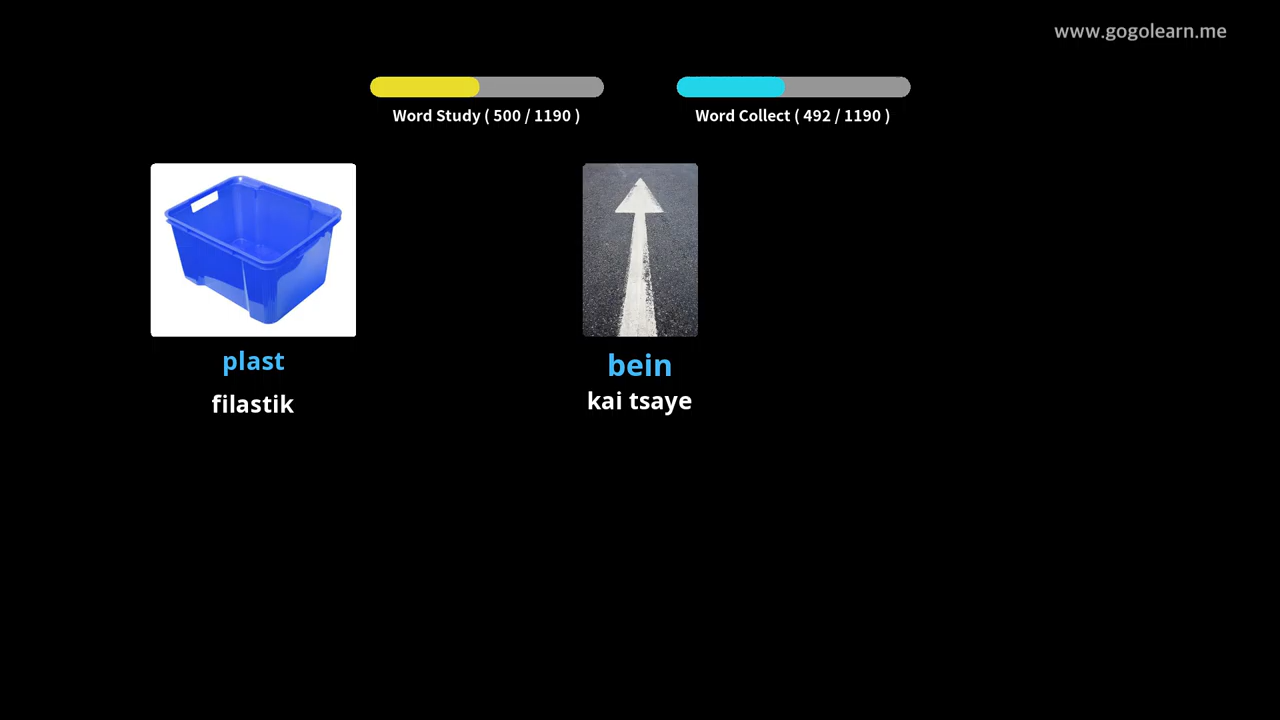 www.gogolearn.me
Word Study ( 500 / 1190 )
Word Collect ( 492 / 1190 )
plast
filastik
bein
kai tsaye